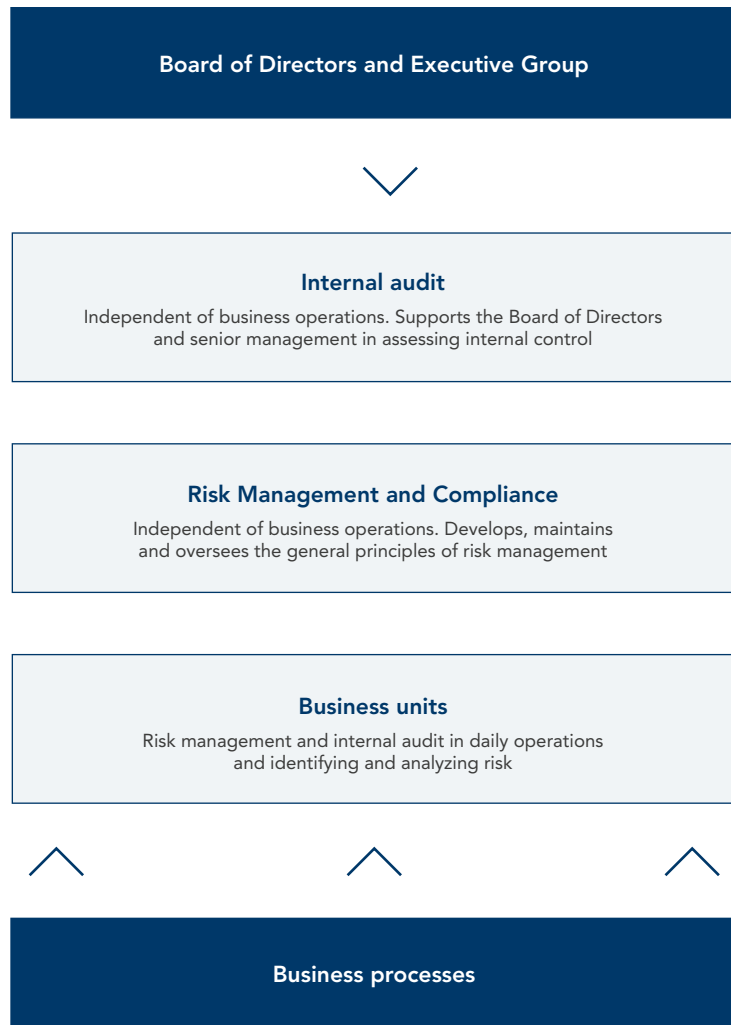 Board of Directors and Executive Group
Internal audit
Independent of business operations. Supports the Board of Directors
and senior management in assessing internal control
Risk Management and Compliance
Independent of business operations. Develops, maintains
and oversees the general principles of risk management
Business units
Risk management and internal audit in daily operations
and identifying and analyzing risk
Business processes